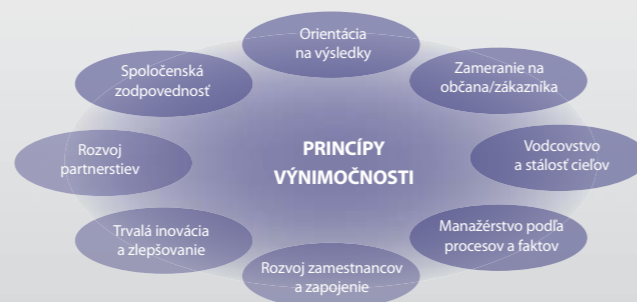 Orientácia
na výsledky
Zameranie na
občana/zákazníka
Vodcovstvo
a stálosť cieľov
Manažérstvo podľa
procesov a faktov
Rozvoj zamestnancov
a zapojenie
Trvalá inovácia
a zlepšovanie
Rozvoj
partnerstiev
Spoločenská
zodpovednosť
PRINCÍPY
VÝNIMOČNOSTI